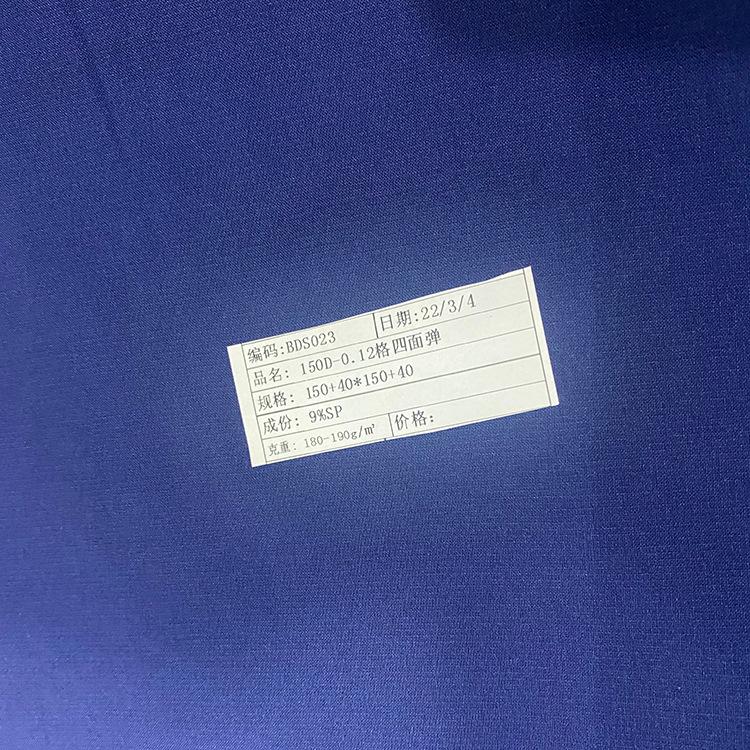 编码:BDS023 日期:22/3/4
品名: 150D-0.12格四面弹
规格: 150+40*150+40
成份: 9%SP
克重: 180-190g/㎡ 价格: